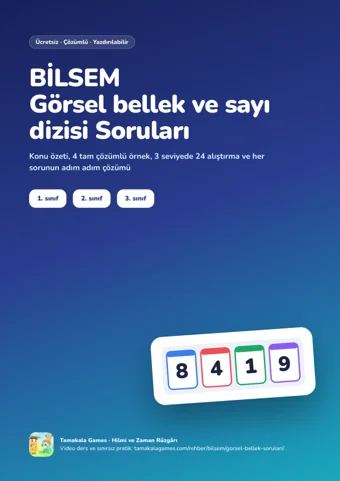 Ücretsiz · Çözümlü · Yazdırılabilir
BİLSEM
Görsel bellek ve sayı
dizisi Soruları
Konu özeti, 4 tam çözümlü örnek, 3 seviyede 24 alıştırma ve her
sorunun adım adım çözümü
1. sınıf 2. sınıf 3. sınıf
8 4 1 9
Tamakala Games · Hilmi ve Zaman Rüzgârı
Video ders ve sınırsız pratik: tamakalagames.com/rehber/bilsem/gorsel-bellek-sorulari/